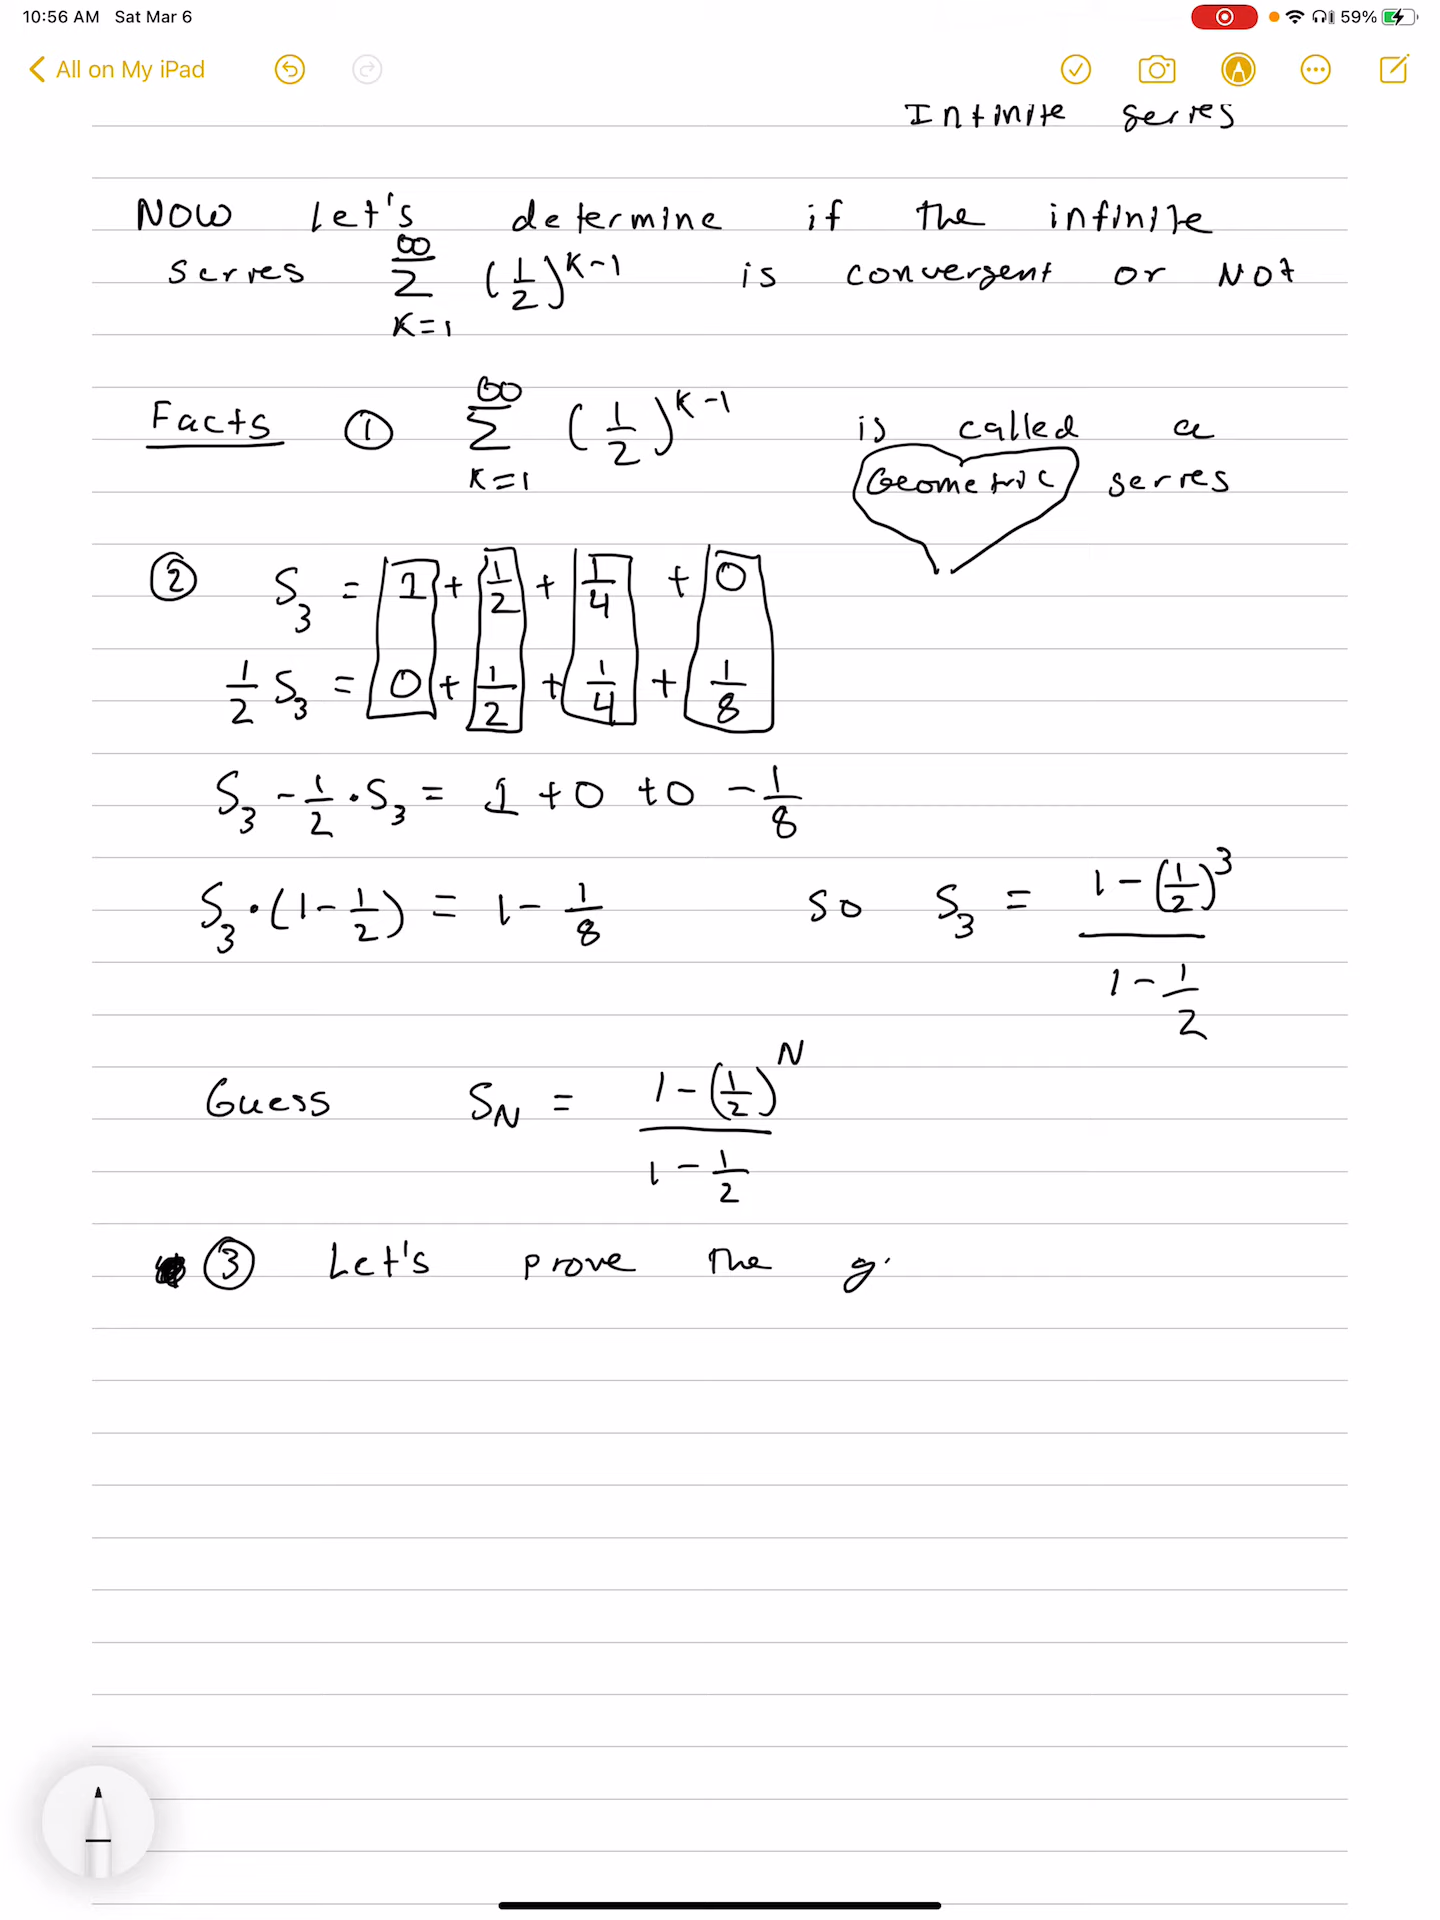 10:56 AM Sat Mar 6 59%
All on My iPad
Infinite series
Now Let's determine if the infinite
series ∞ Σ K=1 (1/2)^K-1 is convergent or Not
Facts ① ∞ Σ K=1 (1/2)^K-1 is called a
Geometric series
② S_3 = 1 + 1/2 + 1/4 + 0
1/2 S_3 = 0 + 1/2 + 1/4 + 1/8
S_3 - 1/2 · S_3 = 1 + 0 + 0 - 1/8
S_3 · (1 - 1/2) = 1 - 1/8 so S_3 = (1 - (1/2)^3) / (1 - 1/2)
Guess S_N = (1 - (1/2)^N) / (1 - 1/2)
③ Let's prove the g